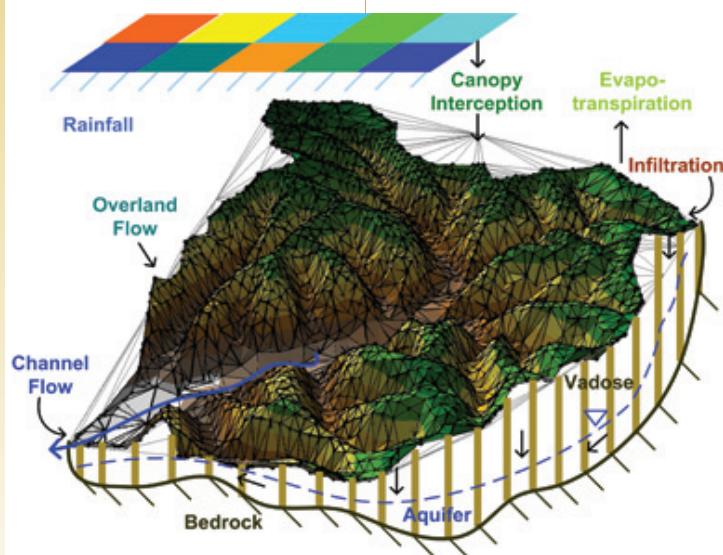 Canopy
Interception
Evapo-
transpiration
Rainfall
Infiltration
Overland
Flow
Channel
Flow
Vadose
Aquifer
Bedrock